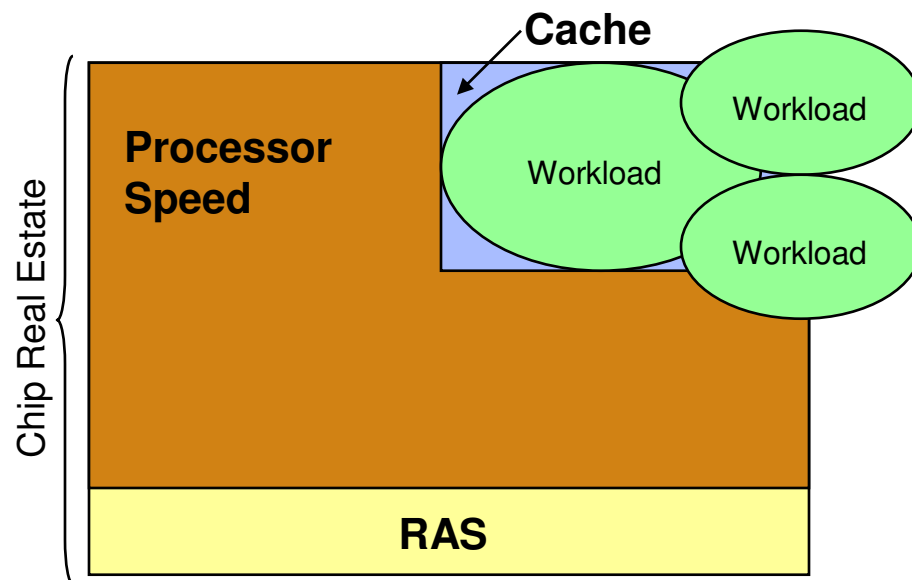 Cache
Processor
Speed
Workload
Workload
Workload
Chip Real Estate
RAS